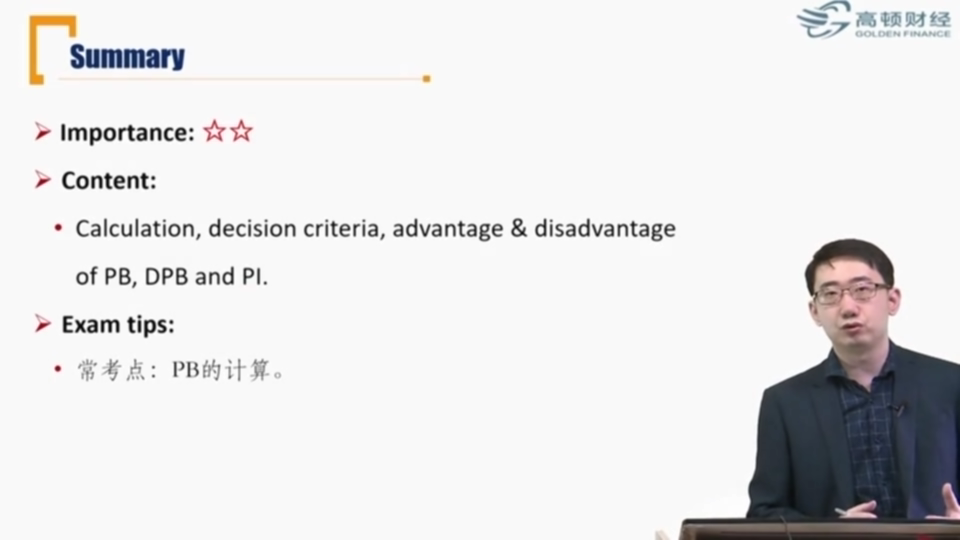 高顿财经
GOLDEN FINANCE
Summary
Importance: ☆☆
Content:
Calculation, decision criteria, advantage & disadvantage
of PB, DPB and PI.
Exam tips:
常考点：PB的计算。